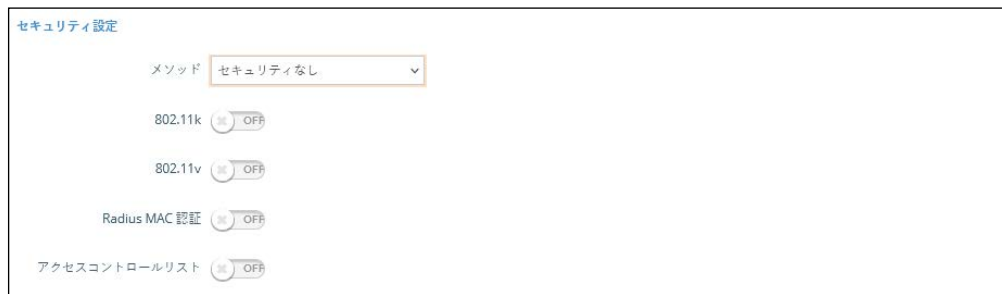 セキュリティ設定
メソッド セキュリティなし
802.11k OFF
802.11v OFF
Radius MAC 認証 OFF
アクセスコントロールリスト OFF